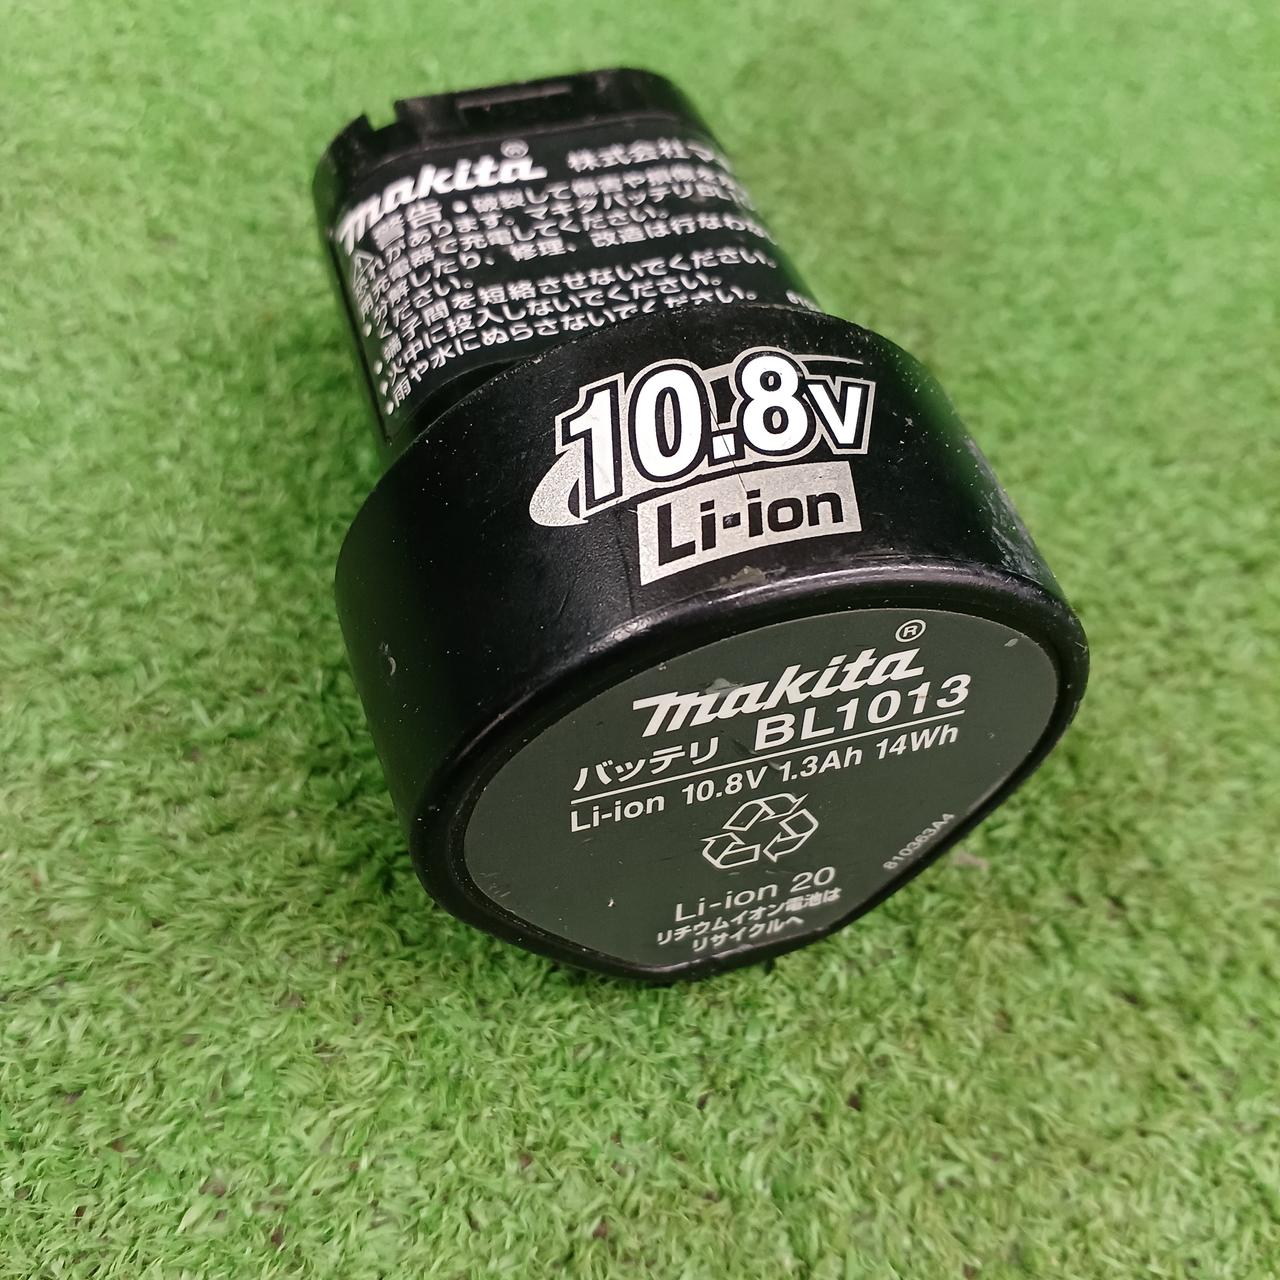 makita® 株式会社マ
警告 ・破裂して傷害や損傷を
れがあります。マキタバッテリBL
用充電器で充電してください。
・分解したり、修理、改造は行なわない
ください。
・端子間を短絡させないでください。
・火中に投入しないでください。
・雨や水にぬらさないでください。
10.8V
Li-ion
makita®
バッテリ BL1013
Li-ion 10.8V 1.3Ah 14Wh
810363A4
Li-ion 20
リチウムイオン電池は
リサイクルへ